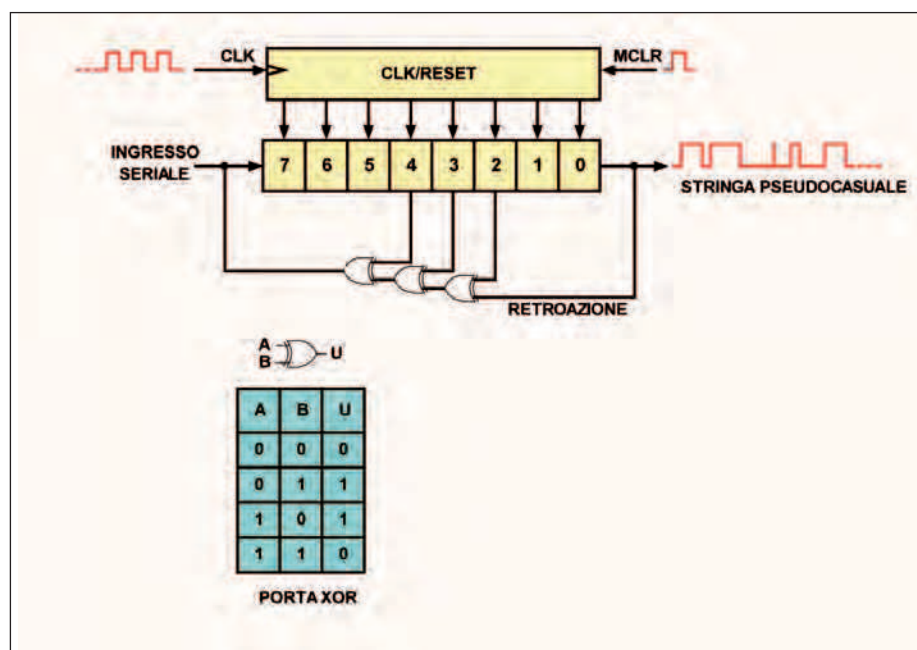 CLK
CLK/RESET
MCLR
INGRESSO
SERIALE
7 6 5 4 3 2 1 0
STRINGA PSEUDOCASUALE
RETROAZIONE
A
B
U
A B U
0 0 0
0 1 1
1 0 1
1 1 0
PORTA XOR